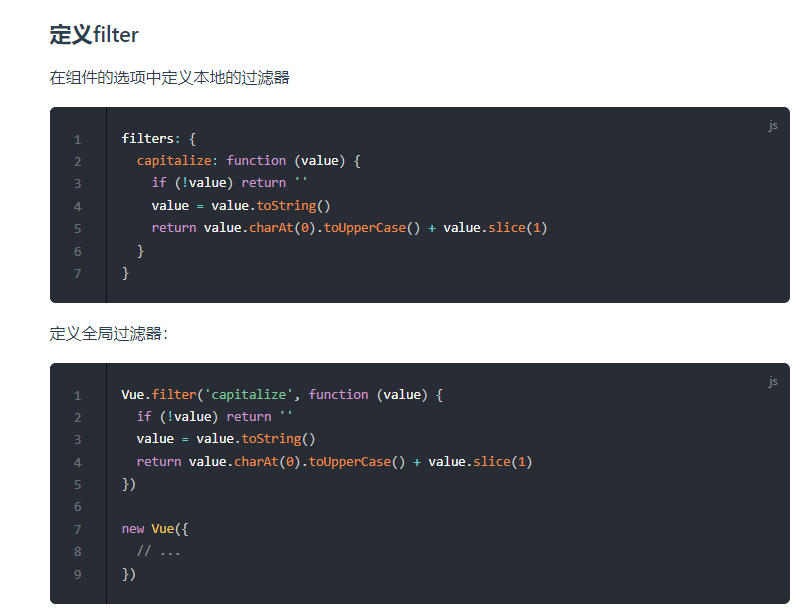 定义filter
在组件的选项中定义本地的过滤器
js
1 filters: {
2   capitalize: function (value) {
3     if (!value) return ''
4     value = value.toString()
5     return value.charAt(0).toUpperCase() + value.slice(1)
6   }
7 }
定义全局过滤器：
js
1 Vue.filter('capitalize', function (value) {
2   if (!value) return ''
3   value = value.toString()
4   return value.charAt(0).toUpperCase() + value.slice(1)
5 })
6
7 new Vue({
8   // ...
9 })